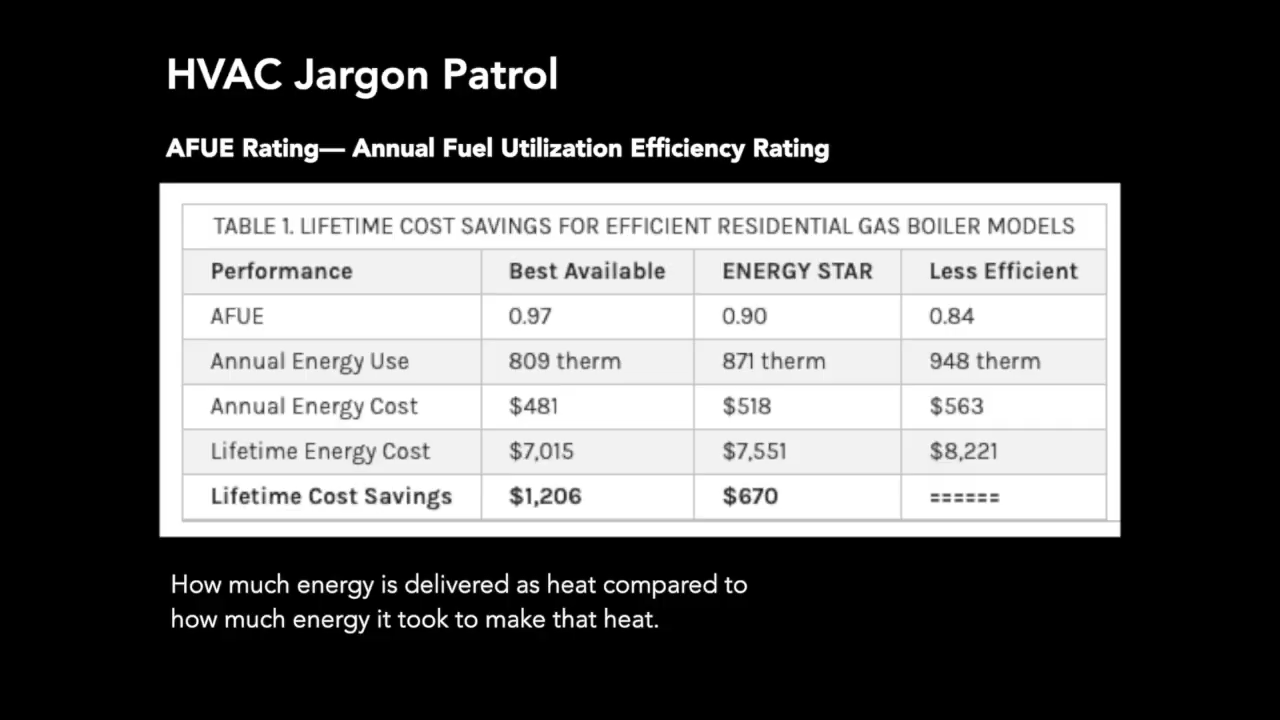 HVAC Jargon Patrol
AFUE Rating— Annual Fuel Utilization Efficiency Rating
TABLE 1. LIFETIME COST SAVINGS FOR EFFICIENT RESIDENTIAL GAS BOILER MODELS
Performance Best Available ENERGY STAR Less Efficient
AFUE 0.97 0.90 0.84
Annual Energy Use 809 therm 871 therm 948 therm
Annual Energy Cost $481 $518 $563
Lifetime Energy Cost $7,015 $7,551 $8,221
Lifetime Cost Savings $1,206 $670 ======
How much energy is delivered as heat compared to
how much energy it took to make that heat.